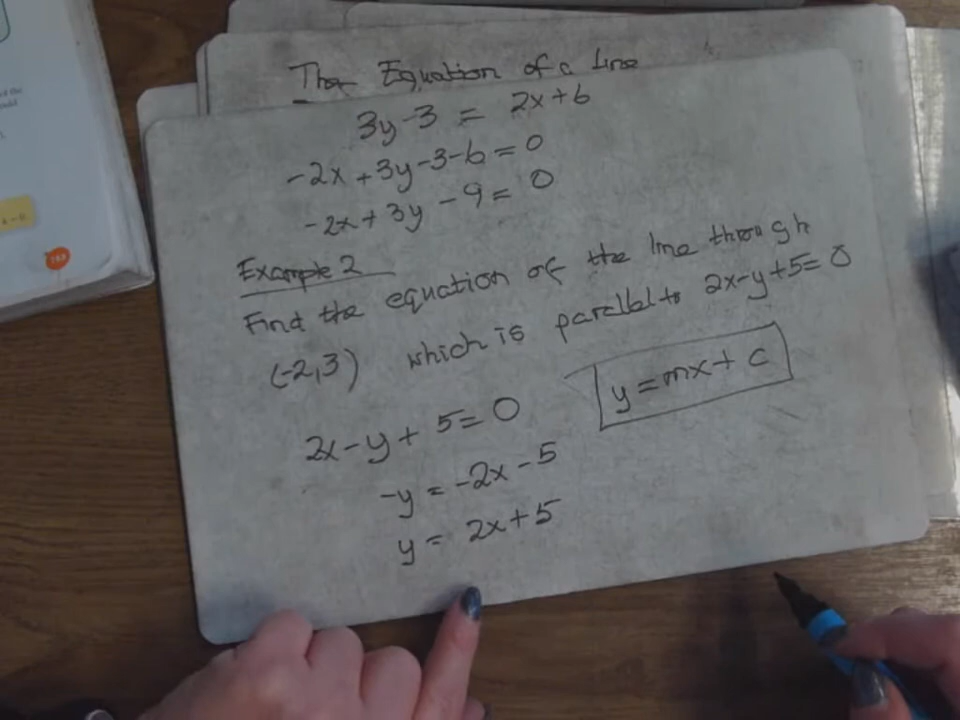 The Equation of a line
3y-3 = 2x+6
-2x+3y-3-6=0
-2x+3y-9=0
Example 2
Find the equation of the line through
(-2,3) which is parallel to 2x-y+5=0
y=mx+c
2x-y+5=0
-y=-2x-5
y=2x+5